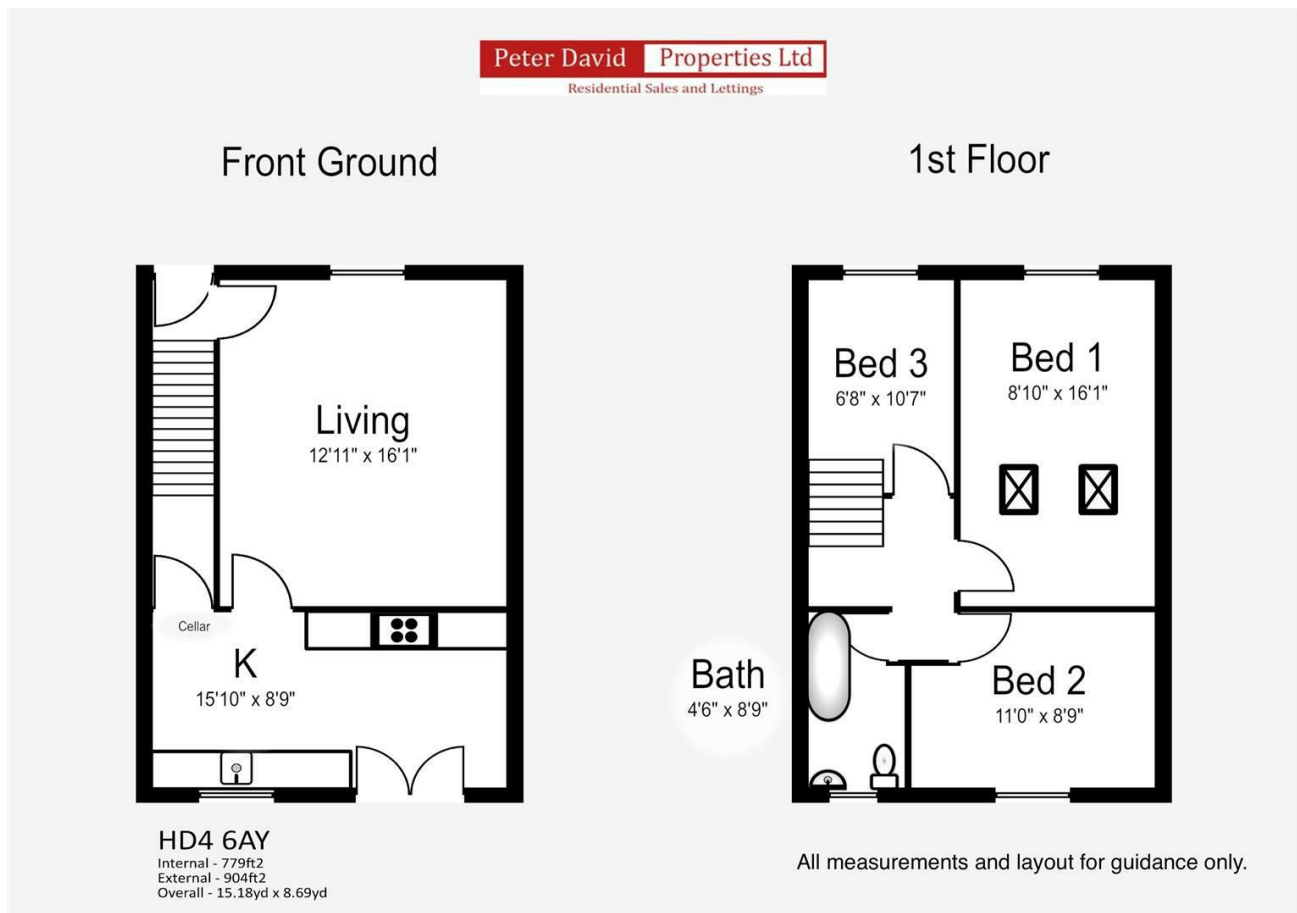 Peter David Properties Ltd
Residential Sales and Lettings
Front Ground
1st Floor
Living
12'11" x 16'1"
Cellar
K
15'10" x 8'9"
Bed 3
6'8" x 10'7"
Bed 1
8'10" x 16'1"
Bath
4'6" x 8'9"
Bed 2
11'0" x 8'9"
HD4 6AY
Internal - 779ft2
External - 904ft2
Overall - 15.18yd x 8.69yd
All measurements and layout for guidance only.